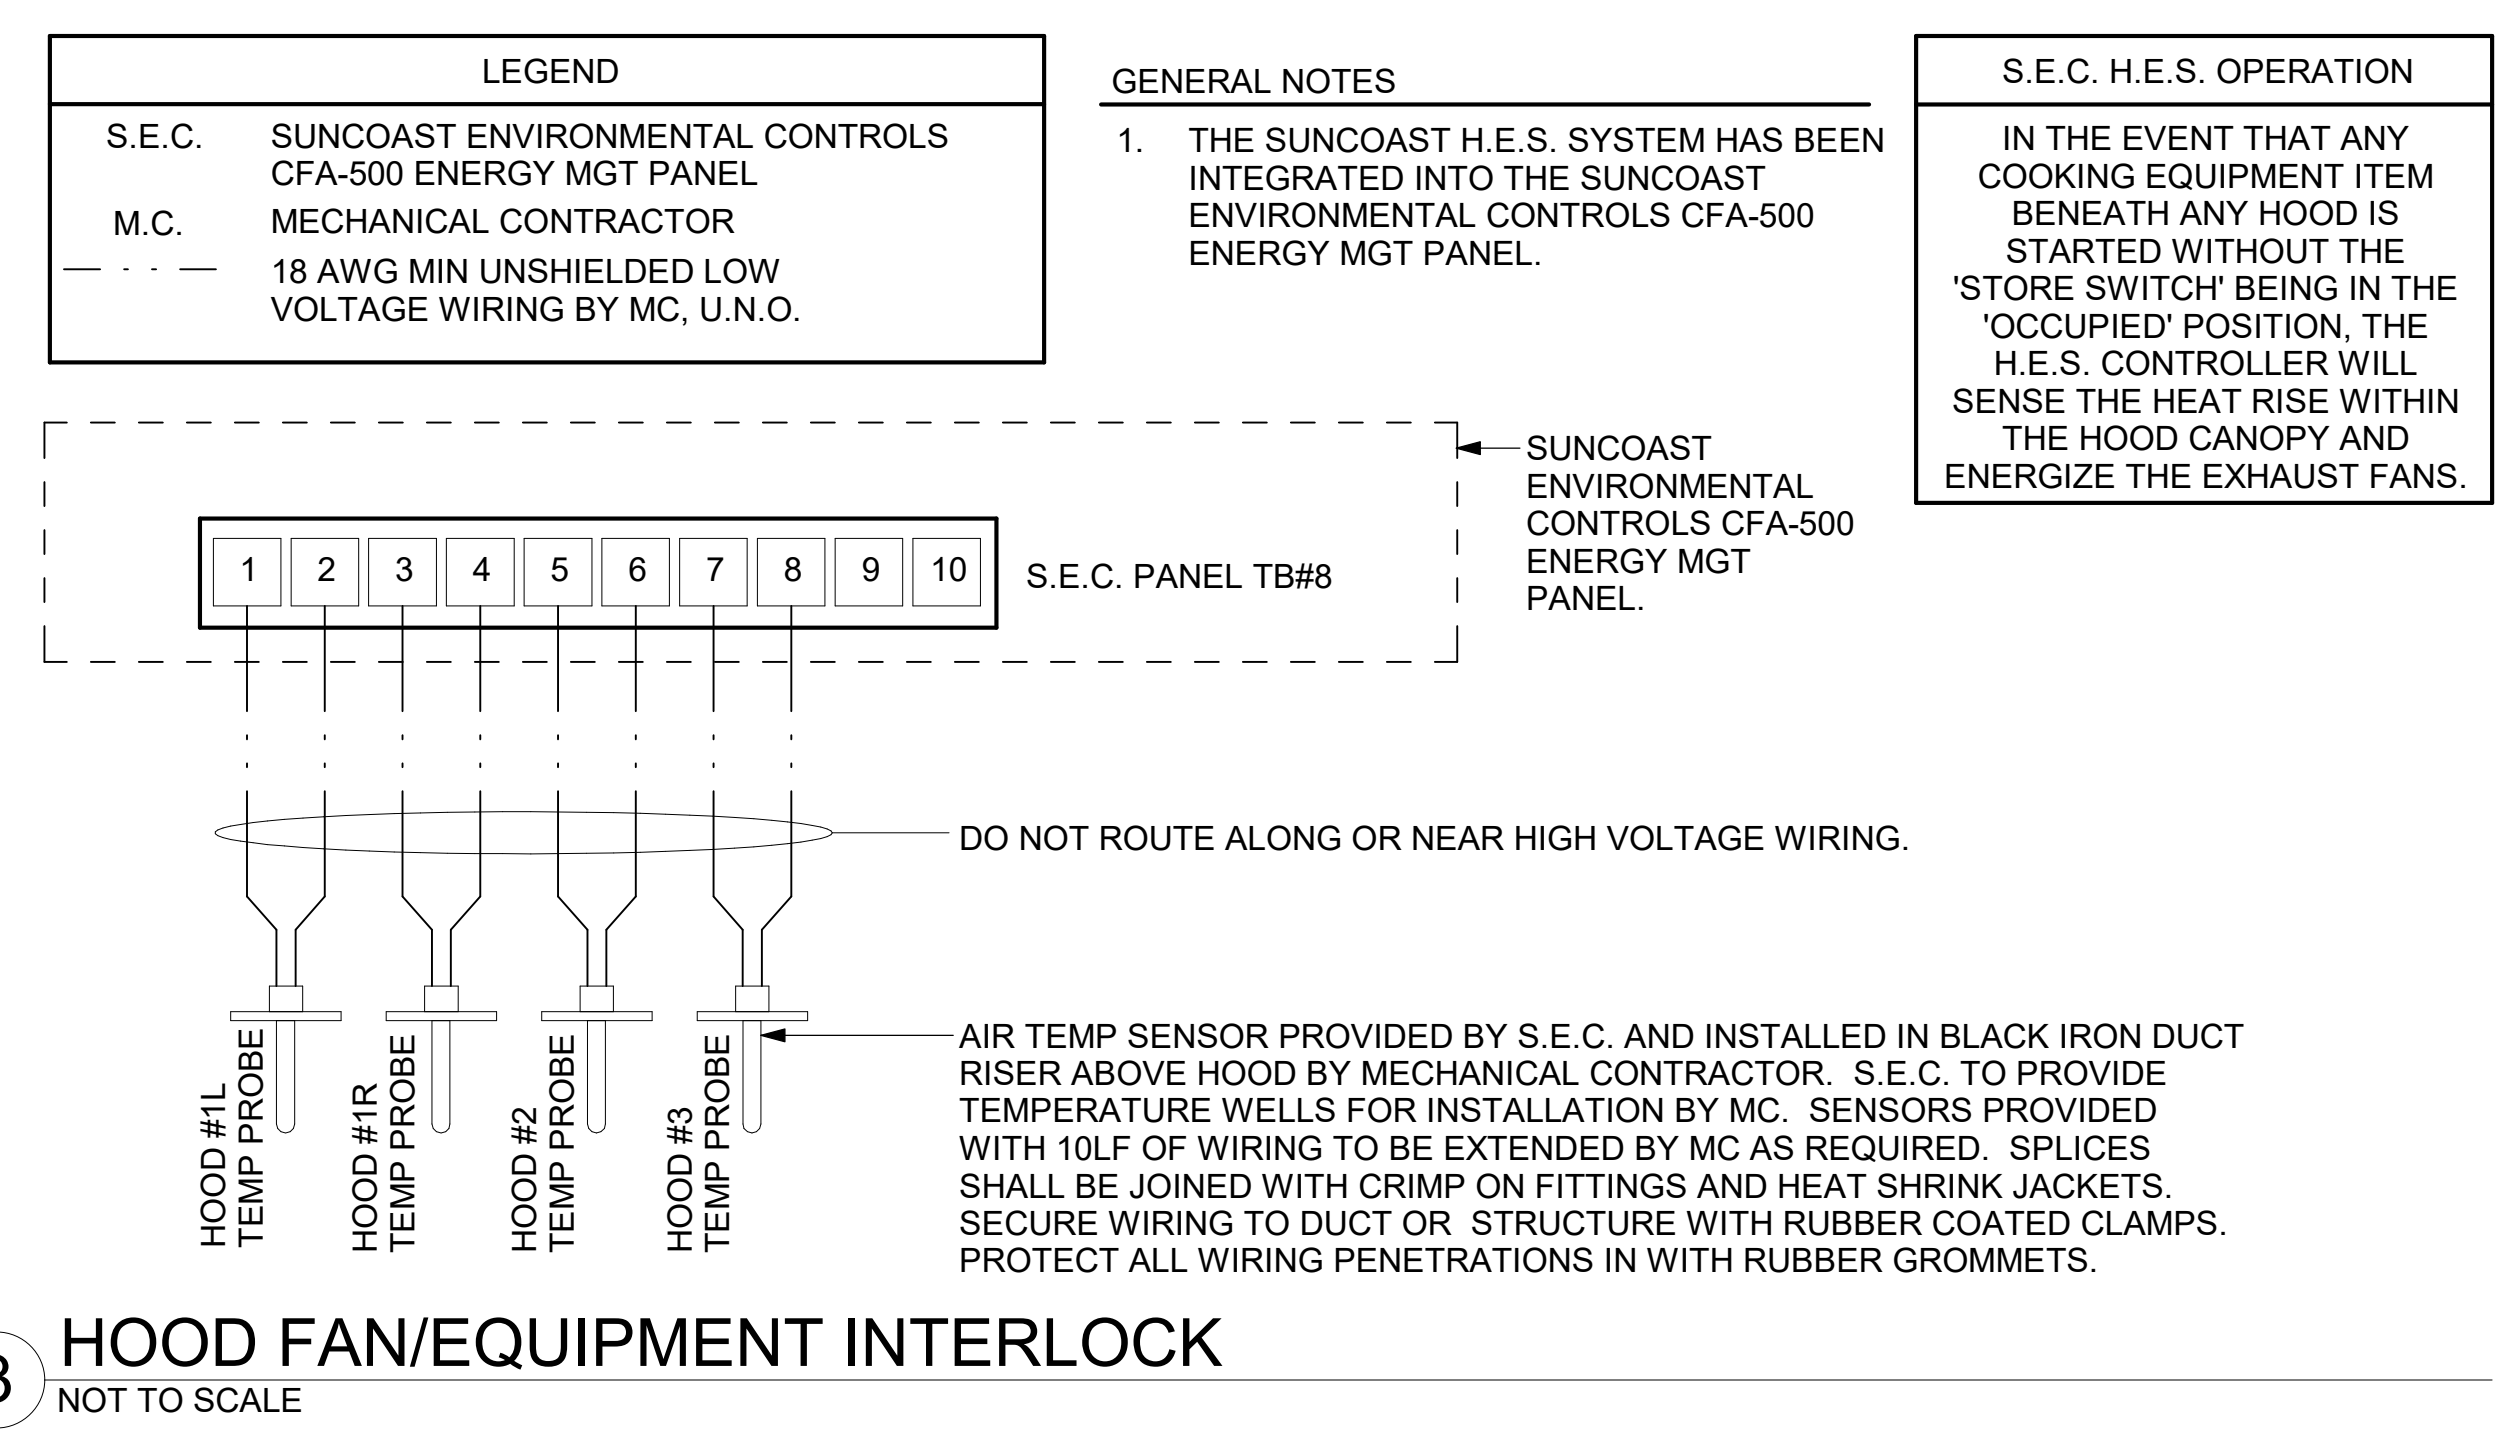 LEGEND
S.E.C. SUNCOAST ENVIRONMENTAL CONTROLS
CFA-500 ENERGY MGT PANEL
M.C. MECHANICAL CONTRACTOR
18 AWG MIN UNSHIELDED LOW
VOLTAGE WIRING BY MC, U.N.O.
GENERAL NOTES
1. THE SUNCOAST H.E.S. SYSTEM HAS BEEN
INTEGRATED INTO THE SUNCOAST
ENVIRONMENTAL CONTROLS CFA-500
ENERGY MGT PANEL.
S.E.C. H.E.S. OPERATION
IN THE EVENT THAT ANY
COOKING EQUIPMENT ITEM
BENEATH ANY HOOD IS
STARTED WITHOUT THE
'STORE SWITCH' BEING IN THE
'OCCUPIED' POSITION, THE
H.E.S. CONTROLLER WILL
SENSE THE HEAT RISE WITHIN
THE HOOD CANOPY AND
ENERGIZE THE EXHAUST FANS.
SUNCOAST
ENVIRONMENTAL
CONTROLS CFA-500
ENERGY MGT
PANEL.
1 2 3 4 5 6 7 8 9 10
S.E.C. PANEL TB#8
DO NOT ROUTE ALONG OR NEAR HIGH VOLTAGE WIRING.
HOOD #1L
TEMP PROBE
HOOD #1R
TEMP PROBE
HOOD #2
TEMP PROBE
HOOD #3
TEMP PROBE
AIR TEMP SENSOR PROVIDED BY S.E.C. AND INSTALLED IN BLACK IRON DUCT
RISER ABOVE HOOD BY MECHANICAL CONTRACTOR. S.E.C. TO PROVIDE
TEMPERATURE WELLS FOR INSTALLATION BY MC. SENSORS PROVIDED
WITH 10LF OF WIRING TO BE EXTENDED BY MC AS REQUIRED. SPLICES
SHALL BE JOINED WITH CRIMP ON FITTINGS AND HEAT SHRINK JACKETS.
SECURE WIRING TO DUCT OR STRUCTURE WITH RUBBER COATED CLAMPS.
PROTECT ALL WIRING PENETRATIONS IN WITH RUBBER GROMMETS.
HOOD FAN/EQUIPMENT INTERLOCK
NOT TO SCALE